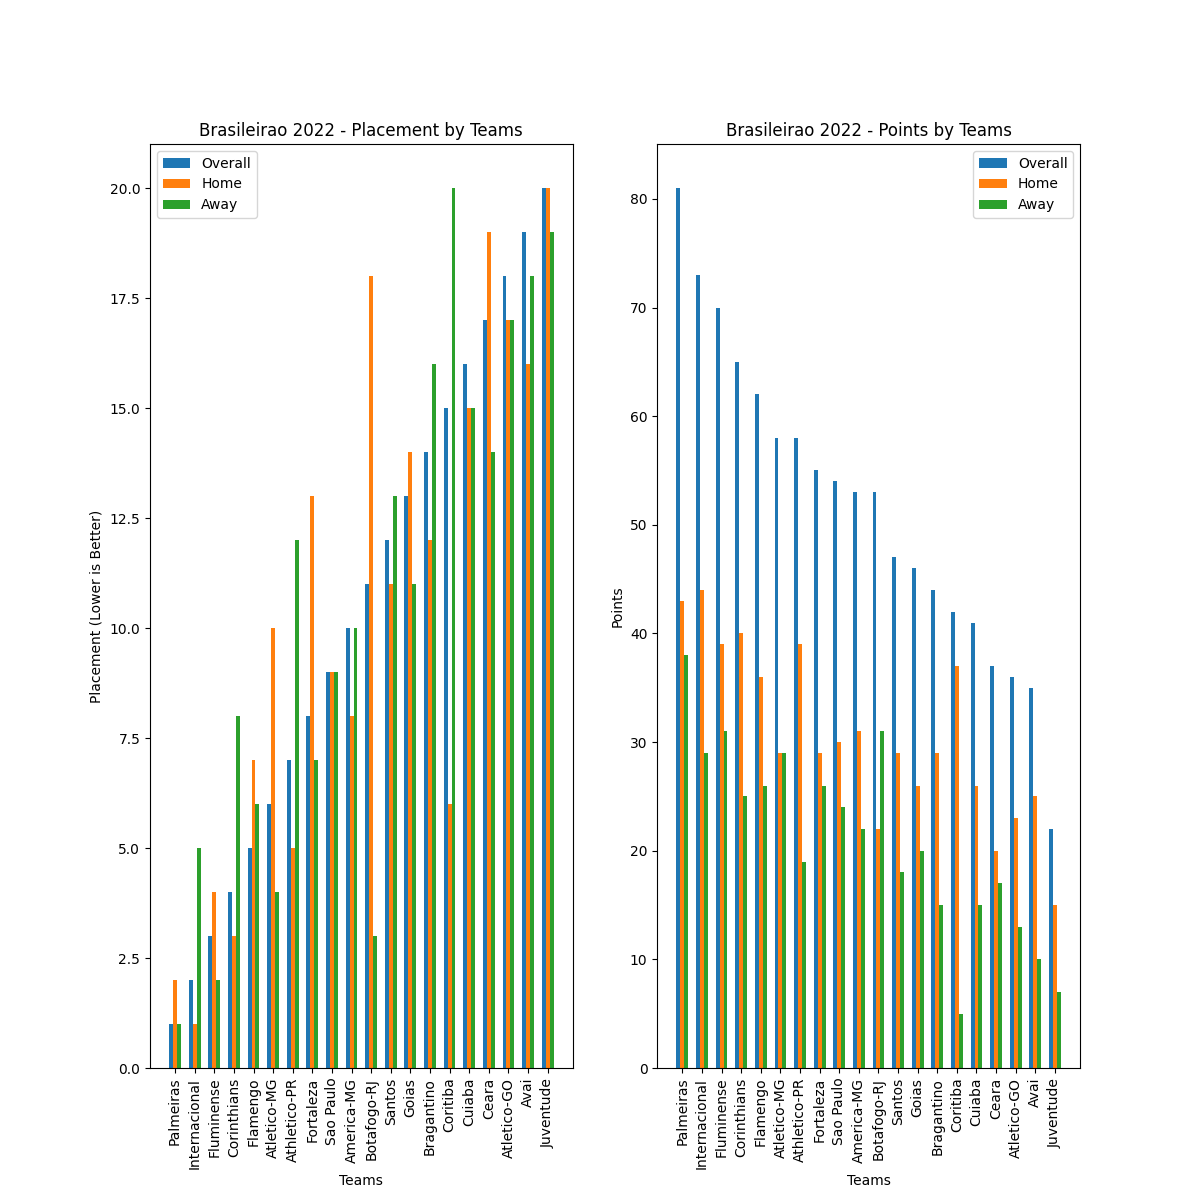 Brasileirao 2022 - Placement by Teams
Overall
Home
Away
20.0
17.5
15.0
12.5
10.0
7.5
5.0
2.5
0.0
Placement (Lower is Better)
Palmeiras
Internacional
Fluminense
Corinthians
Flamengo
Atletico-MG
Athletico-PR
Fortaleza
Sao Paulo
America-MG
Botafogo-RJ
Santos
Goias
Bragantino
Coritiba
Cuiaba
Ceara
Atletico-GO
Avai
Juventude
Teams
Brasileirao 2022 - Points by Teams
Overall
Home
Away
80
70
60
50
40
30
20
10
0
Points
Palmeiras
Internacional
Fluminense
Corinthians
Flamengo
Atletico-MG
Athletico-PR
Fortaleza
Sao Paulo
America-MG
Botafogo-RJ
Santos
Goias
Bragantino
Coritiba
Cuiaba
Ceara
Atletico-GO
Avai
Juventude
Teams